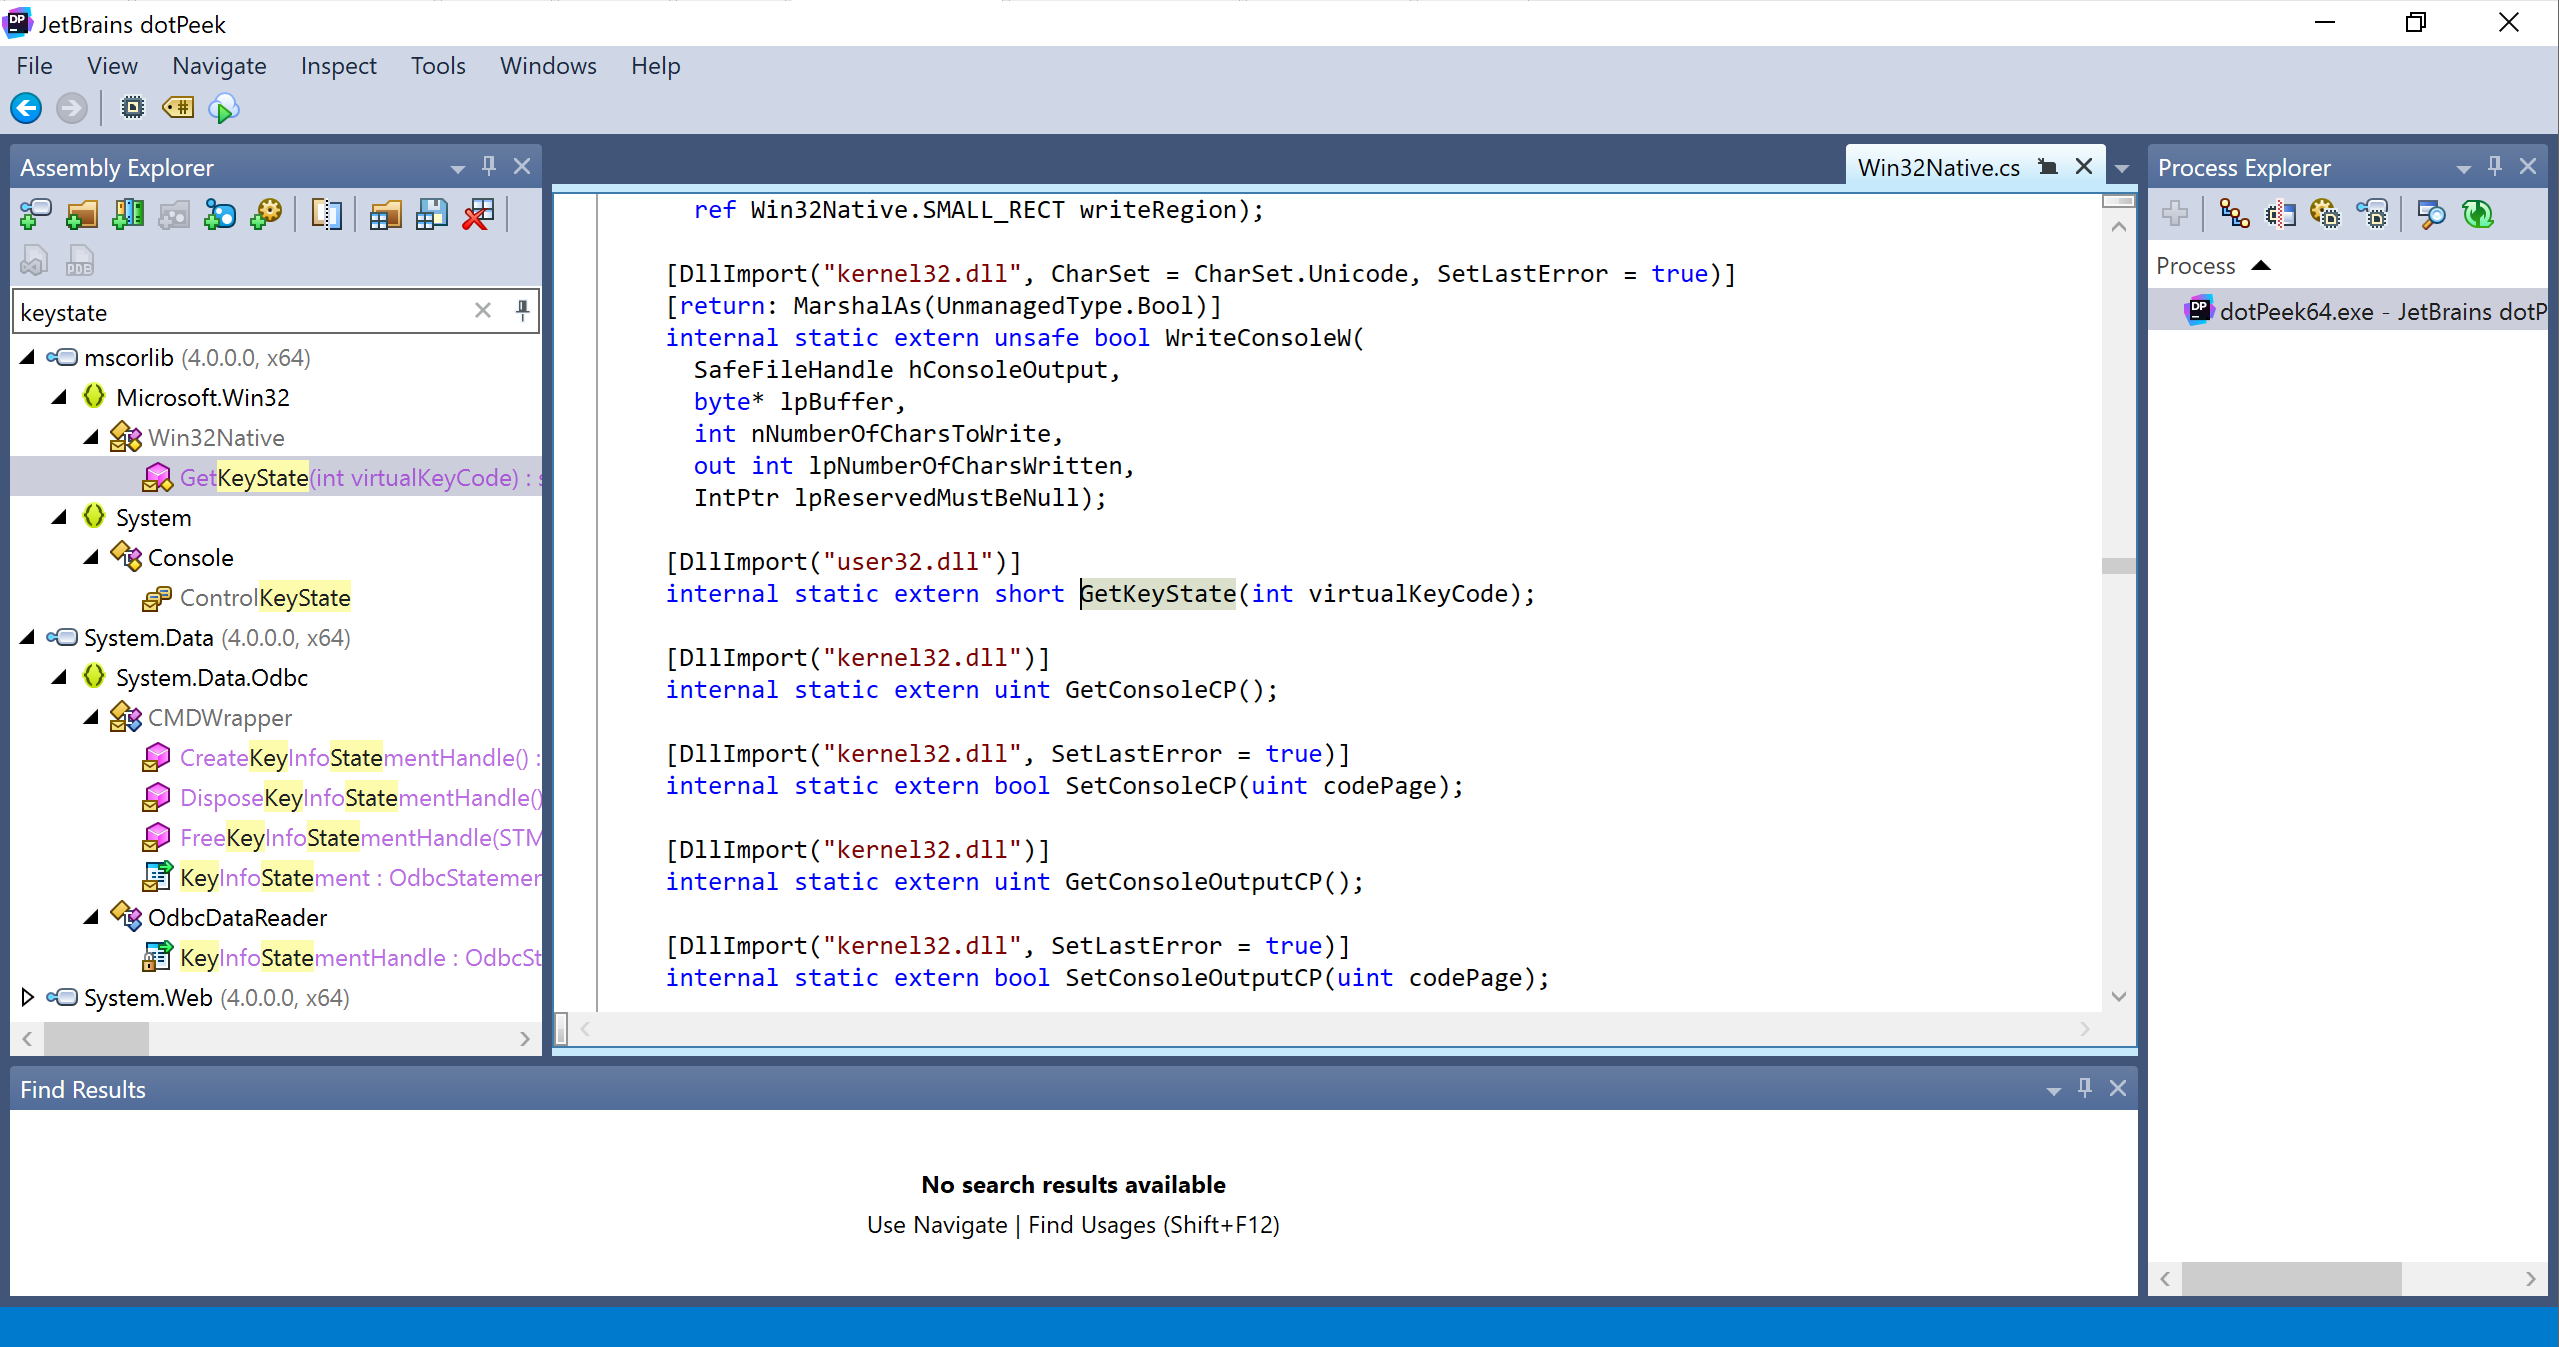 JetBrains dotPeek
File View Navigate Inspect Tools Windows Help
Assembly Explorer
keystate
mscorlib (4.0.0.0, x64)
Microsoft.Win32
Win32Native
GetKeyState(int virtualKeyCode) : s
System
Console
ControlKeyState
System.Data (4.0.0.0, x64)
System.Data.Odbc
CMDWrapper
CreateKeyInfoStatementHandle() :
DisposeKeyInfoStatementHandle()
FreeKeyInfoStatementHandle(STM
KeyInfoStatement : OdbcStatemen
OdbcDataReader
KeyInfoStatementHandle : OdbcSt
System.Web (4.0.0.0, x64)
Win32Native.cs
ref Win32Native.SMALL_RECT writeRegion);
[DllImport("kernel32.dll", CharSet = CharSet.Unicode, SetLastError = true)]
[return: MarshalAs(UnmanagedType.Bool)]
internal static extern unsafe bool WriteConsoleW(
SafeFileHandle hConsoleOutput,
byte* lpBuffer,
int nNumberOfCharsToWrite,
out int lpNumberOfCharsWritten,
IntPtr lpReservedMustBeNull);
[DllImport("user32.dll")]
internal static extern short GetKeyState(int virtualKeyCode);
[DllImport("kernel32.dll")]
internal static extern uint GetConsoleCP();
[DllImport("kernel32.dll", SetLastError = true)]
internal static extern bool SetConsoleCP(uint codePage);
[DllImport("kernel32.dll")]
internal static extern uint GetConsoleOutputCP();
[DllImport("kernel32.dll", SetLastError = true)]
internal static extern bool SetConsoleOutputCP(uint codePage);
Process Explorer
Process
dotPeek64.exe - JetBrains dotP
Find Results
No search results available
Use Navigate | Find Usages (Shift+F12)